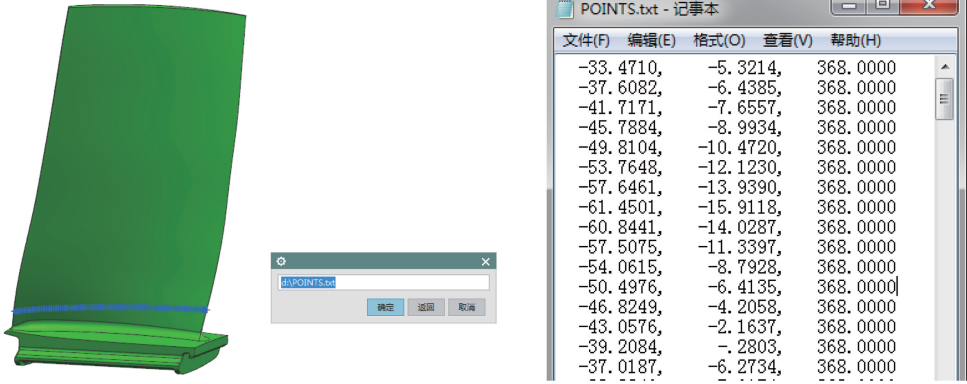 d:\POINTS.txt
确定 返回 取消
POINTS.txt - 记事本
文件(F) 编辑(E) 格式(O) 查看(V) 帮助(H)
-33.4710, -5.3214, 368.0000
-37.6082, -6.4385, 368.0000
-41.7171, -7.6557, 368.0000
-45.7884, -8.9934, 368.0000
-49.8104, -10.4720, 368.0000
-53.7648, -12.1230, 368.0000
-57.6461, -13.9390, 368.0000
-61.4501, -15.9118, 368.0000
-60.8441, -14.0287, 368.0000
-57.5075, -11.3397, 368.0000
-54.0615, -8.7928, 368.0000
-50.4976, -6.4135, 368.0000
-46.8249, -4.2058, 368.0000
-43.0576, -2.1637, 368.0000
-39.2084, -.2803, 368.0000
-37.0187, -6.2734, 368.0000